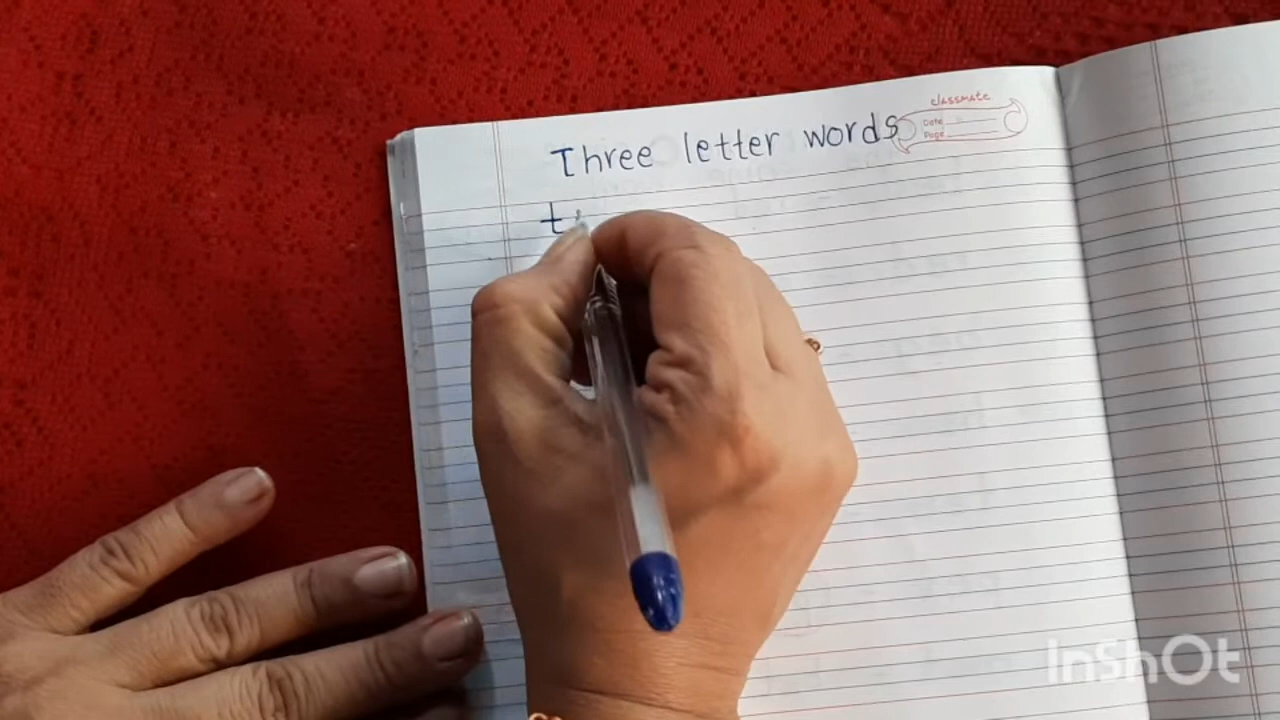 classmate
Three letter words
Date
Page
t
InShOt